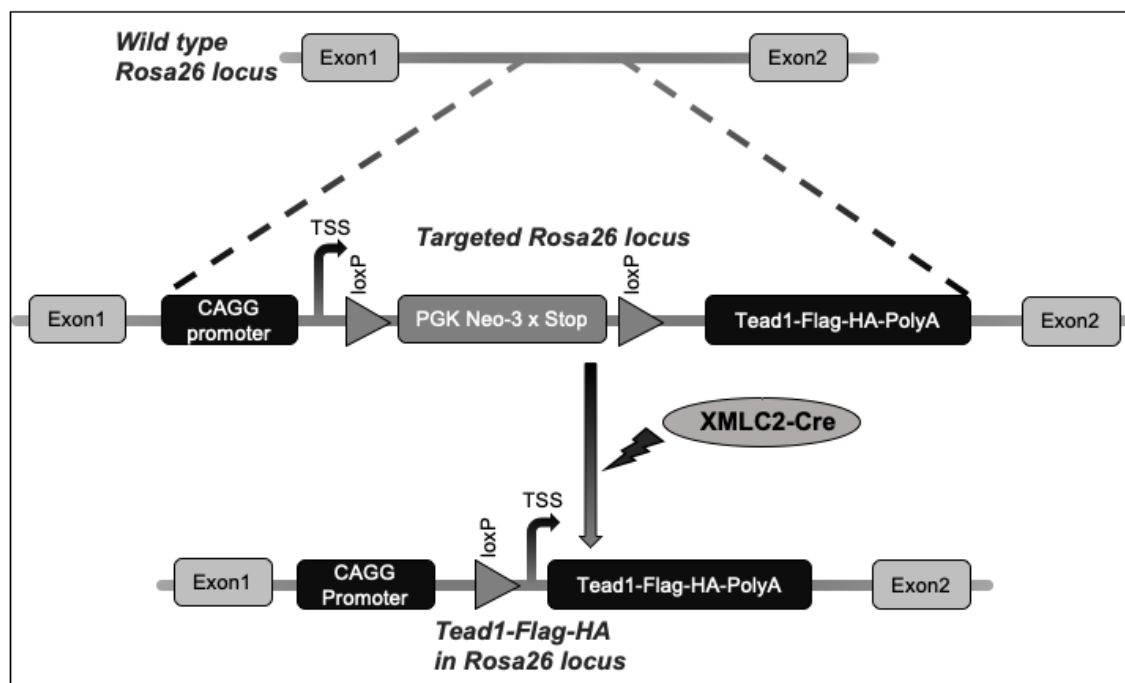 Wild type
Rosa26 locus
Exon1
Exon2
TSS
loxP
Targeted Rosa26 locus
loxP
Exon1
CAGG
promoter
PGK Neo-3 x Stop
Tead1-Flag-HA-PolyA
Exon2
XMLC2-Cre
TSS
loxP
Exon1
CAGG
Promoter
Tead1-Flag-HA-PolyA
Exon2
Tead1-Flag-HA
in Rosa26 locus